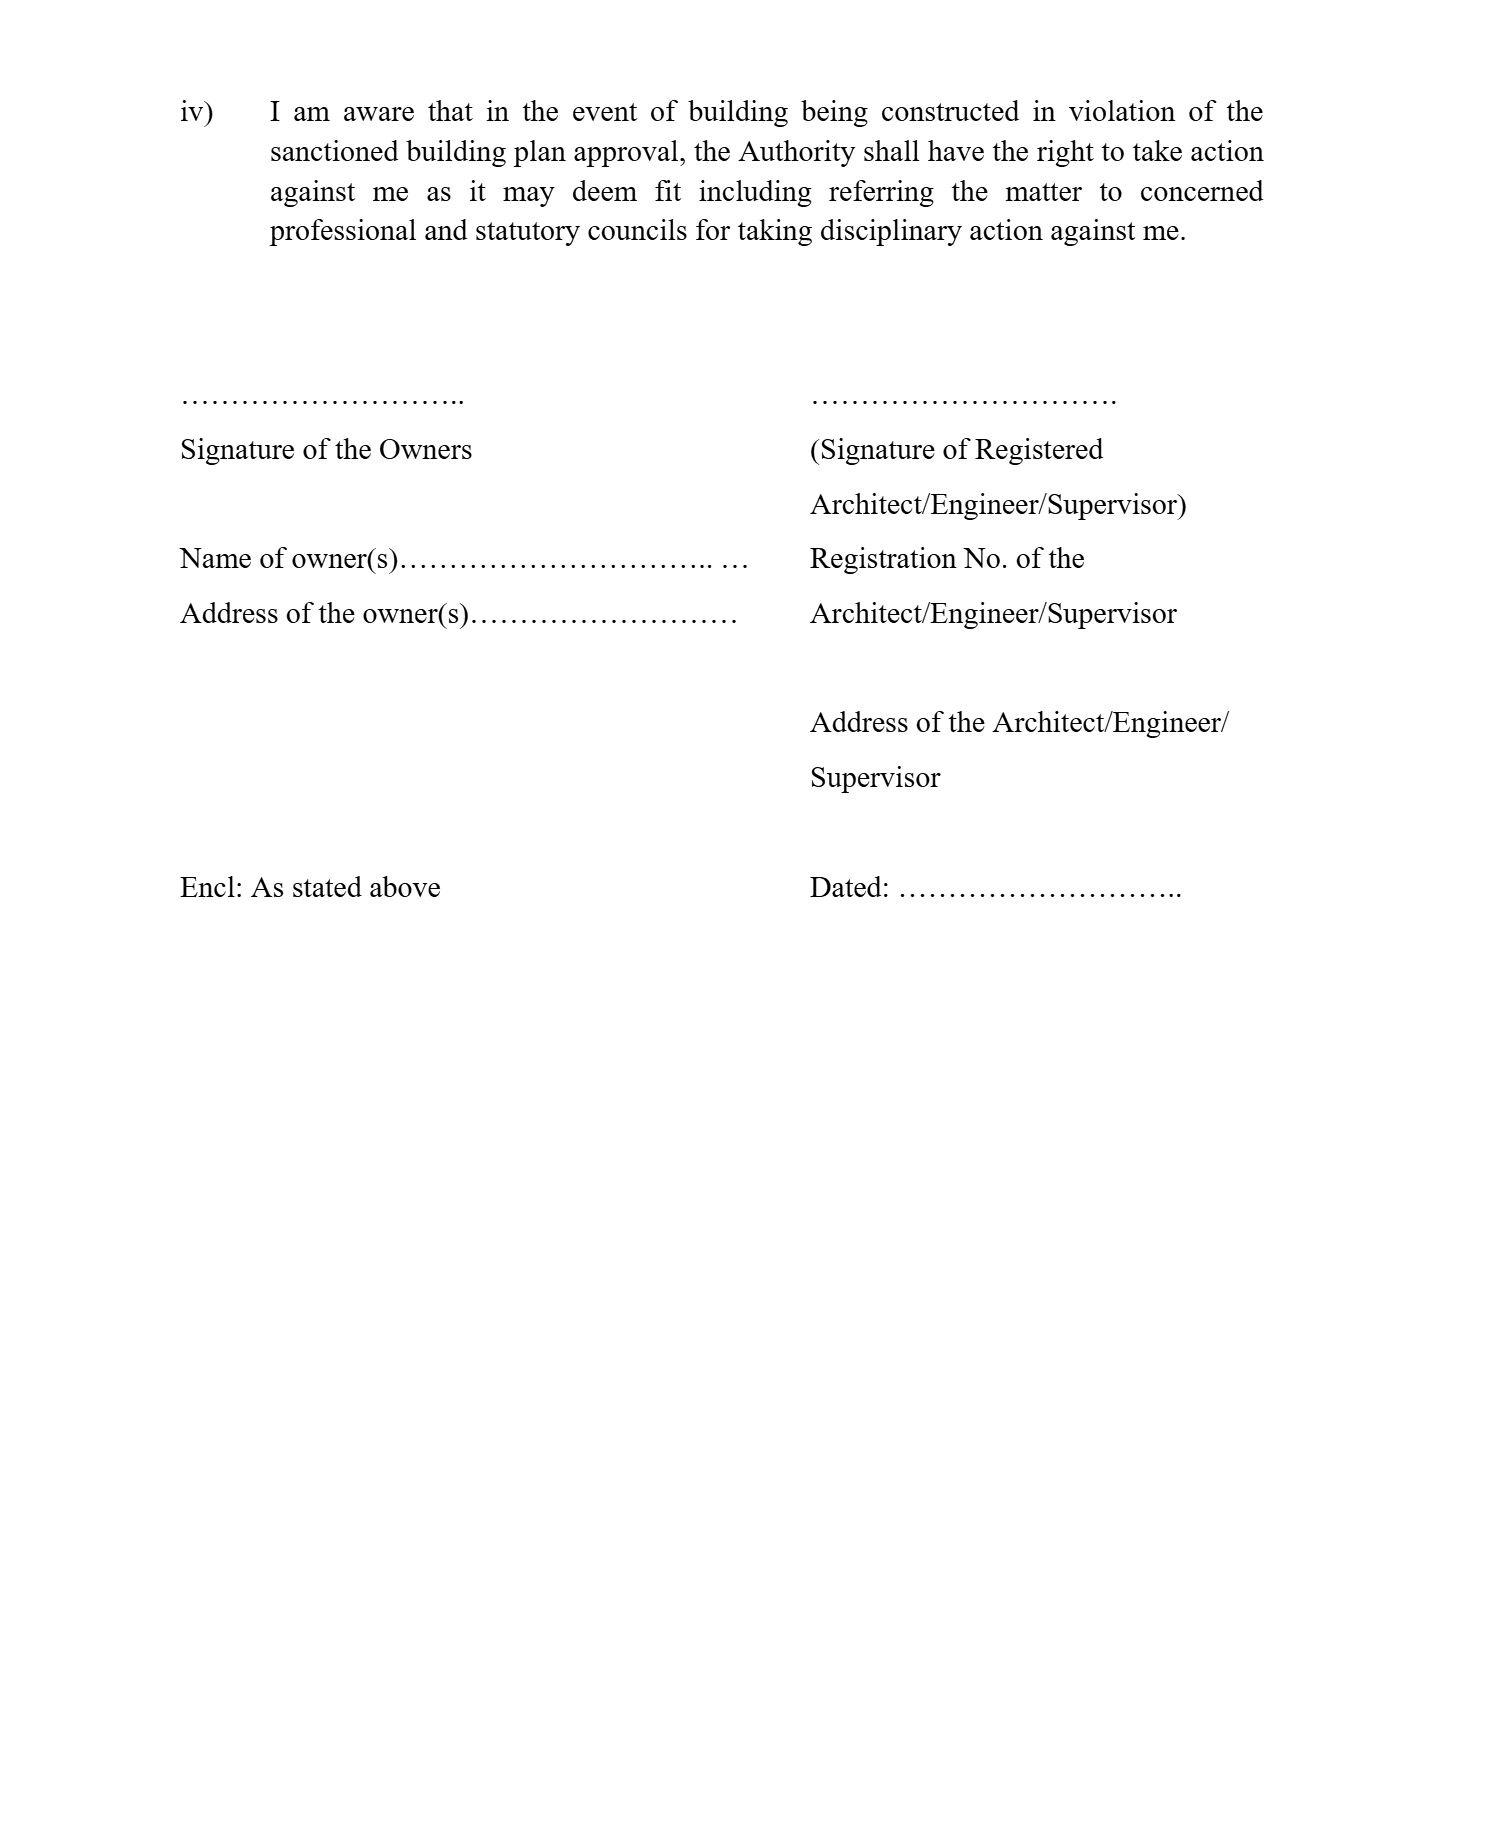 iv) I am aware that in the event of building being constructed in violation of the
sanctioned building plan approval, the Authority shall have the right to take action
against me as it may deem fit including referring the matter to concerned
professional and statutory councils for taking disciplinary action against me.
……………………….. ………………………….
Signature of the Owners (Signature of Registered
Architect/Engineer/Supervisor)
Name of owner(s)………………………….. … Registration No. of the
Address of the owner(s)……………………… Architect/Engineer/Supervisor
Address of the Architect/Engineer/
Supervisor
Encl: As stated above Dated: ………………………..